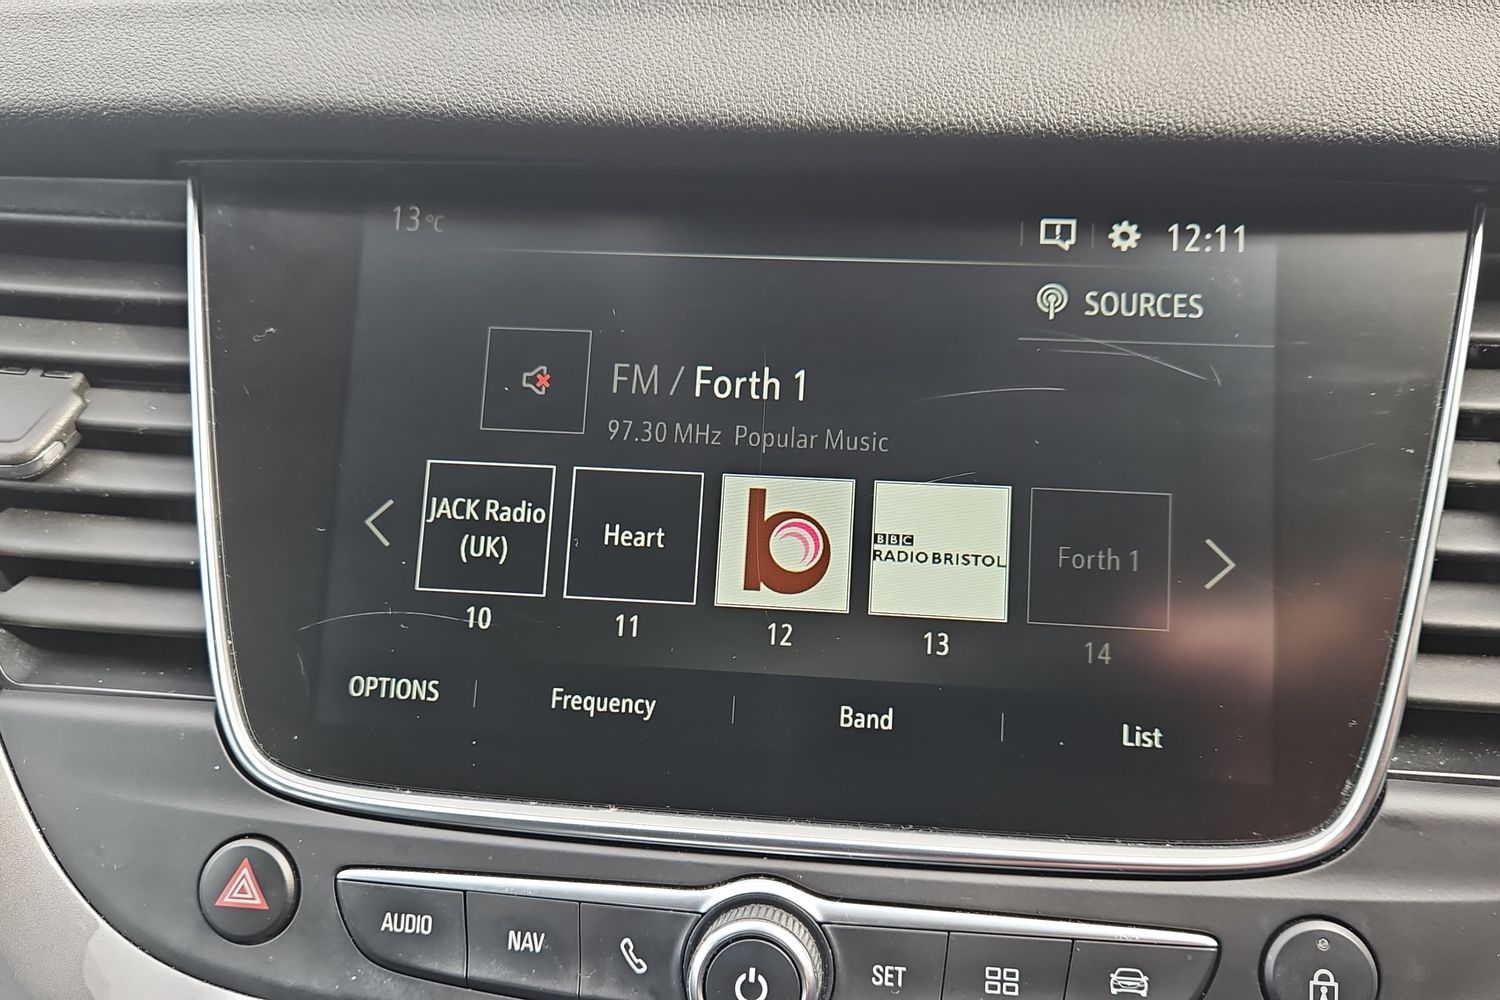 13°C
12:11
SOURCES
FM / Forth 1
97.30 MHz Popular Music
JACK Radio
(UK)
Heart
b
BBC
RADIO BRISTOL
Forth 1
10
11
12
13
14
OPTIONS
Frequency
Band
List
AUDIO
NAV
SET